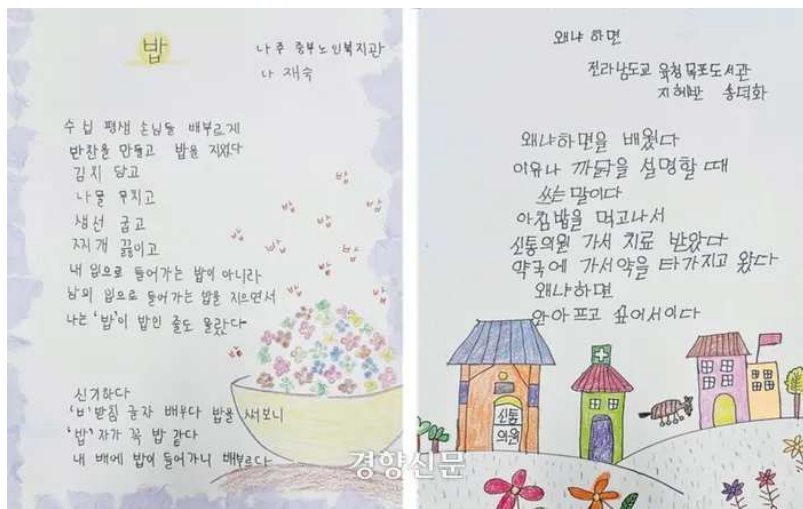 밥
나주 중부노인복지관
나 재숙
수 십 평생 손님들 배부르게
반찬을 만들고 밥을 지었다
김치 담고
나물 무치고
생선 굽고
찌개 끓이고
내 입으로 들어가는 밥이 아니라
남의 입으로 들어가는 밥을 지으면서
나는 '밥'이 밥인 줄도 몰랐다
신기하다
'ㅂ'받침 글자 배우다 밥을 써보니
'밥'자가 꼭 밥 같다
내 배에 밥이 들어가니 배부르다
밥
밥
밥
밥
밥
밥
밥
밥
밥
밥
왜냐 하면
전라남도교육청목포도서관
지혜반 송덕화
왜냐하면을 배웠다
이유나 까닭을 설명할 때
쓰는 말이다
아침밥을 먹고나서
신통의원 가서 치료 받았다
약국에 가서약을 타가지고 왔다
왜냐하면
안아프고 싶어서이다
신통
의원
경향신문